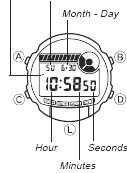 Month - Day
A
B
SU 6-30
10:58 50
C
D
L
Hour
Seconds
Minutes